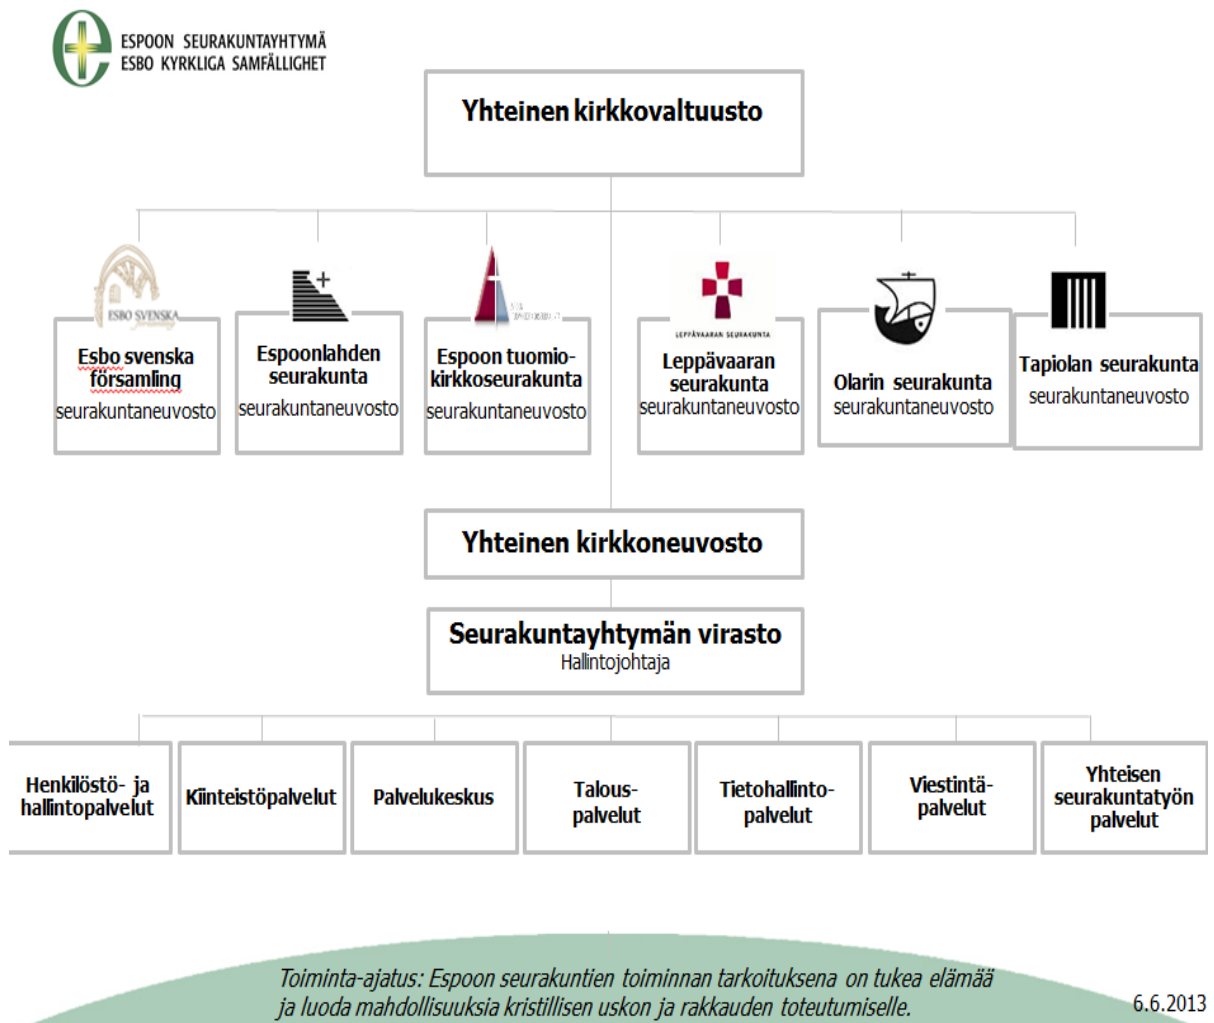 ESPOON SEURAKUNTAYHTYMÄ
ESBO KYRKLIGA SAMFÄLLIGHET
Yhteinen kirkkovaltuusto
ESBO SVENSKA
Esbo svenska
församling
seurakuntaneuvosto
Espoonlahden
seurakunta
seurakuntaneuvosto
Espoon tuomio-
kirkkoseurakunta
seurakuntaneuvosto
LEPPÄVAARAN SEURAKUNTA
Leppävaaran
seurakunta
seurakuntaneuvosto
Olarin seurakunta
seurakuntaneuvosto
Tapiolan seurakunta
seurakuntaneuvosto
Yhteinen kirkkoneuvosto
Seurakuntayhtymän virasto
Hallintojohtaja
Henkilöstö- ja
hallintopalvelut
Kiinteistöpalvelut
Palvelukeskus
Talous-
palvelut
Tietohallinto-
palvelut
Viestintä-
palvelut
Yhteisen
seurakuntatyön
palvelut
Toiminta-ajatus: Espoon seurakuntien toiminnan tarkoituksena on tukea elämää
ja luoda mahdollisuuksia kristillisen uskon ja rakkauden toteutumiselle.
6.6.2013